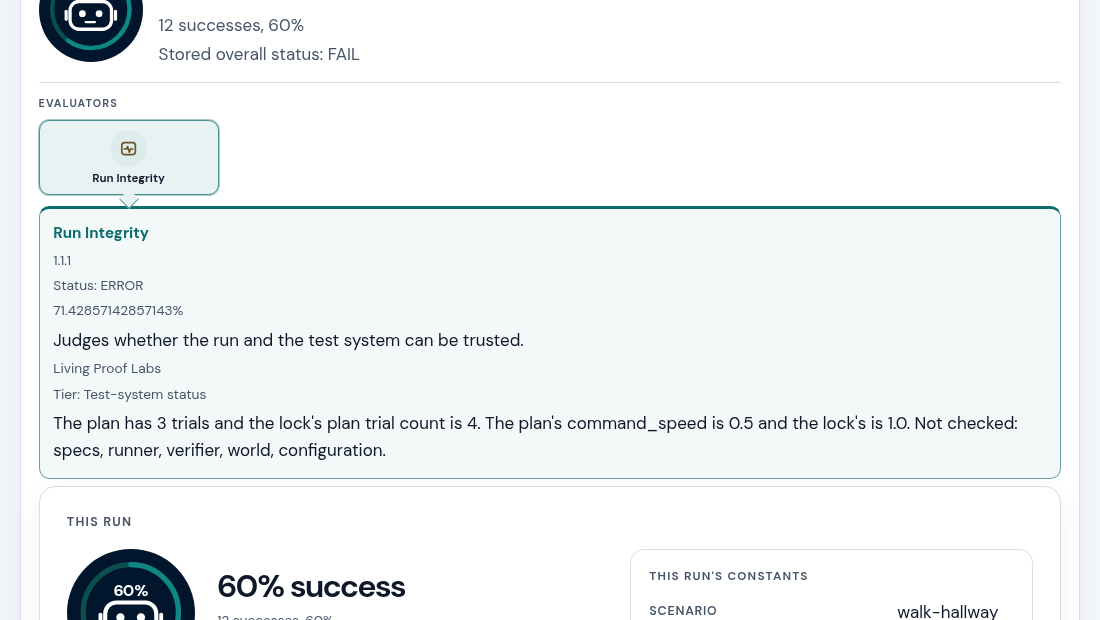 12 successes, 60%
Stored overall status: FAIL
EVALUATORS
Run Integrity
Run Integrity
1.1.1
Status: ERROR
71.42857142857143%
Judges whether the run and the test system can be trusted.
Living Proof Labs
Tier: Test-system status
The plan has 3 trials and the lock's plan trial count is 4. The plan's command_speed is 0.5 and the lock's is 1.0. Not checked:
specs, runner, verifier, world, configuration.
THIS RUN
60%
60% success
12 successes, 60%
THIS RUN'S CONSTANTS
SCENARIO
walk-hallway